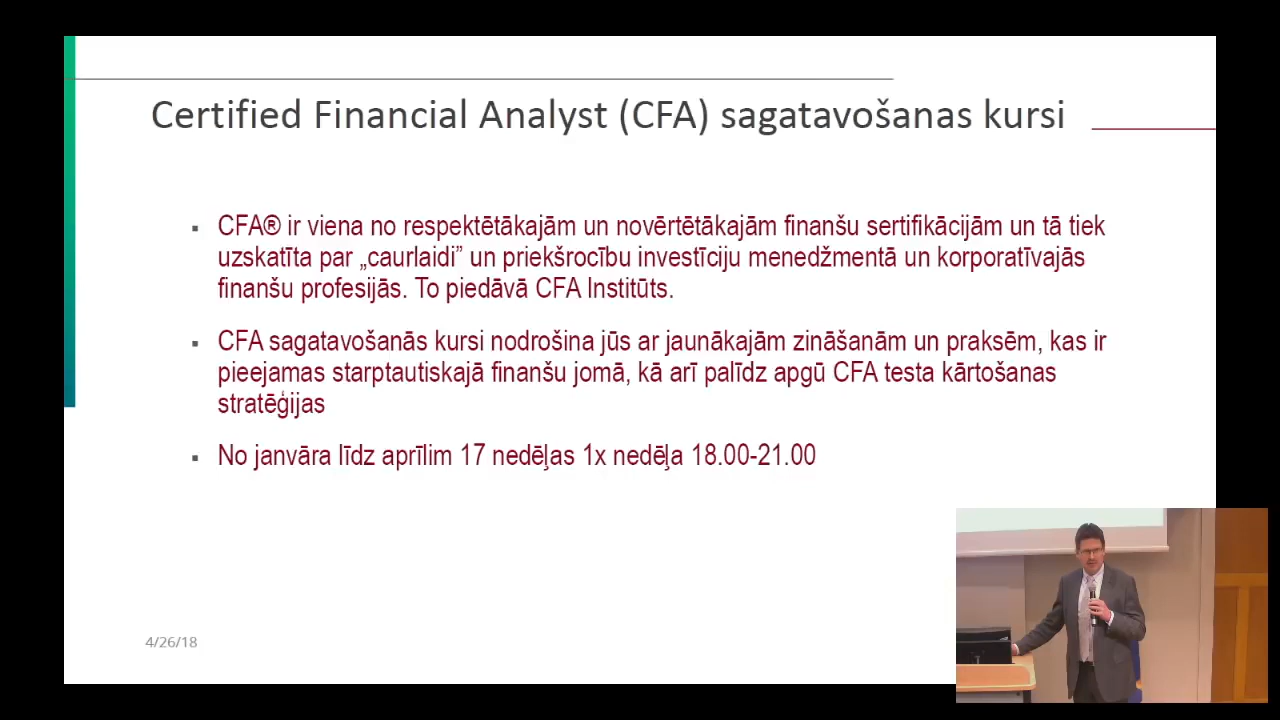 Certified Financial Analyst (CFA) sagatavošanas kursi
CFA® ir viena no respektētākajām un novērtētākajām finanšu sertifikācijām un tā tiek
uzskatīta par „caurlaidi” un priekšrocību investīciju menedžmentā un korporatīvajās
finanšu profesijās. To piedāvā CFA Institūts.
CFA sagatavošanās kursi nodrošina jūs ar jaunākajām zināšanām un praksēm, kas ir
pieejamas starptautiskajā finanšu jomā, kā arī palīdz apgū CFA testa kārtošanas
stratēģijas
No janvāra līdz aprīlim 17 nedēļas 1x nedēļa 18.00-21.00
4/26/18